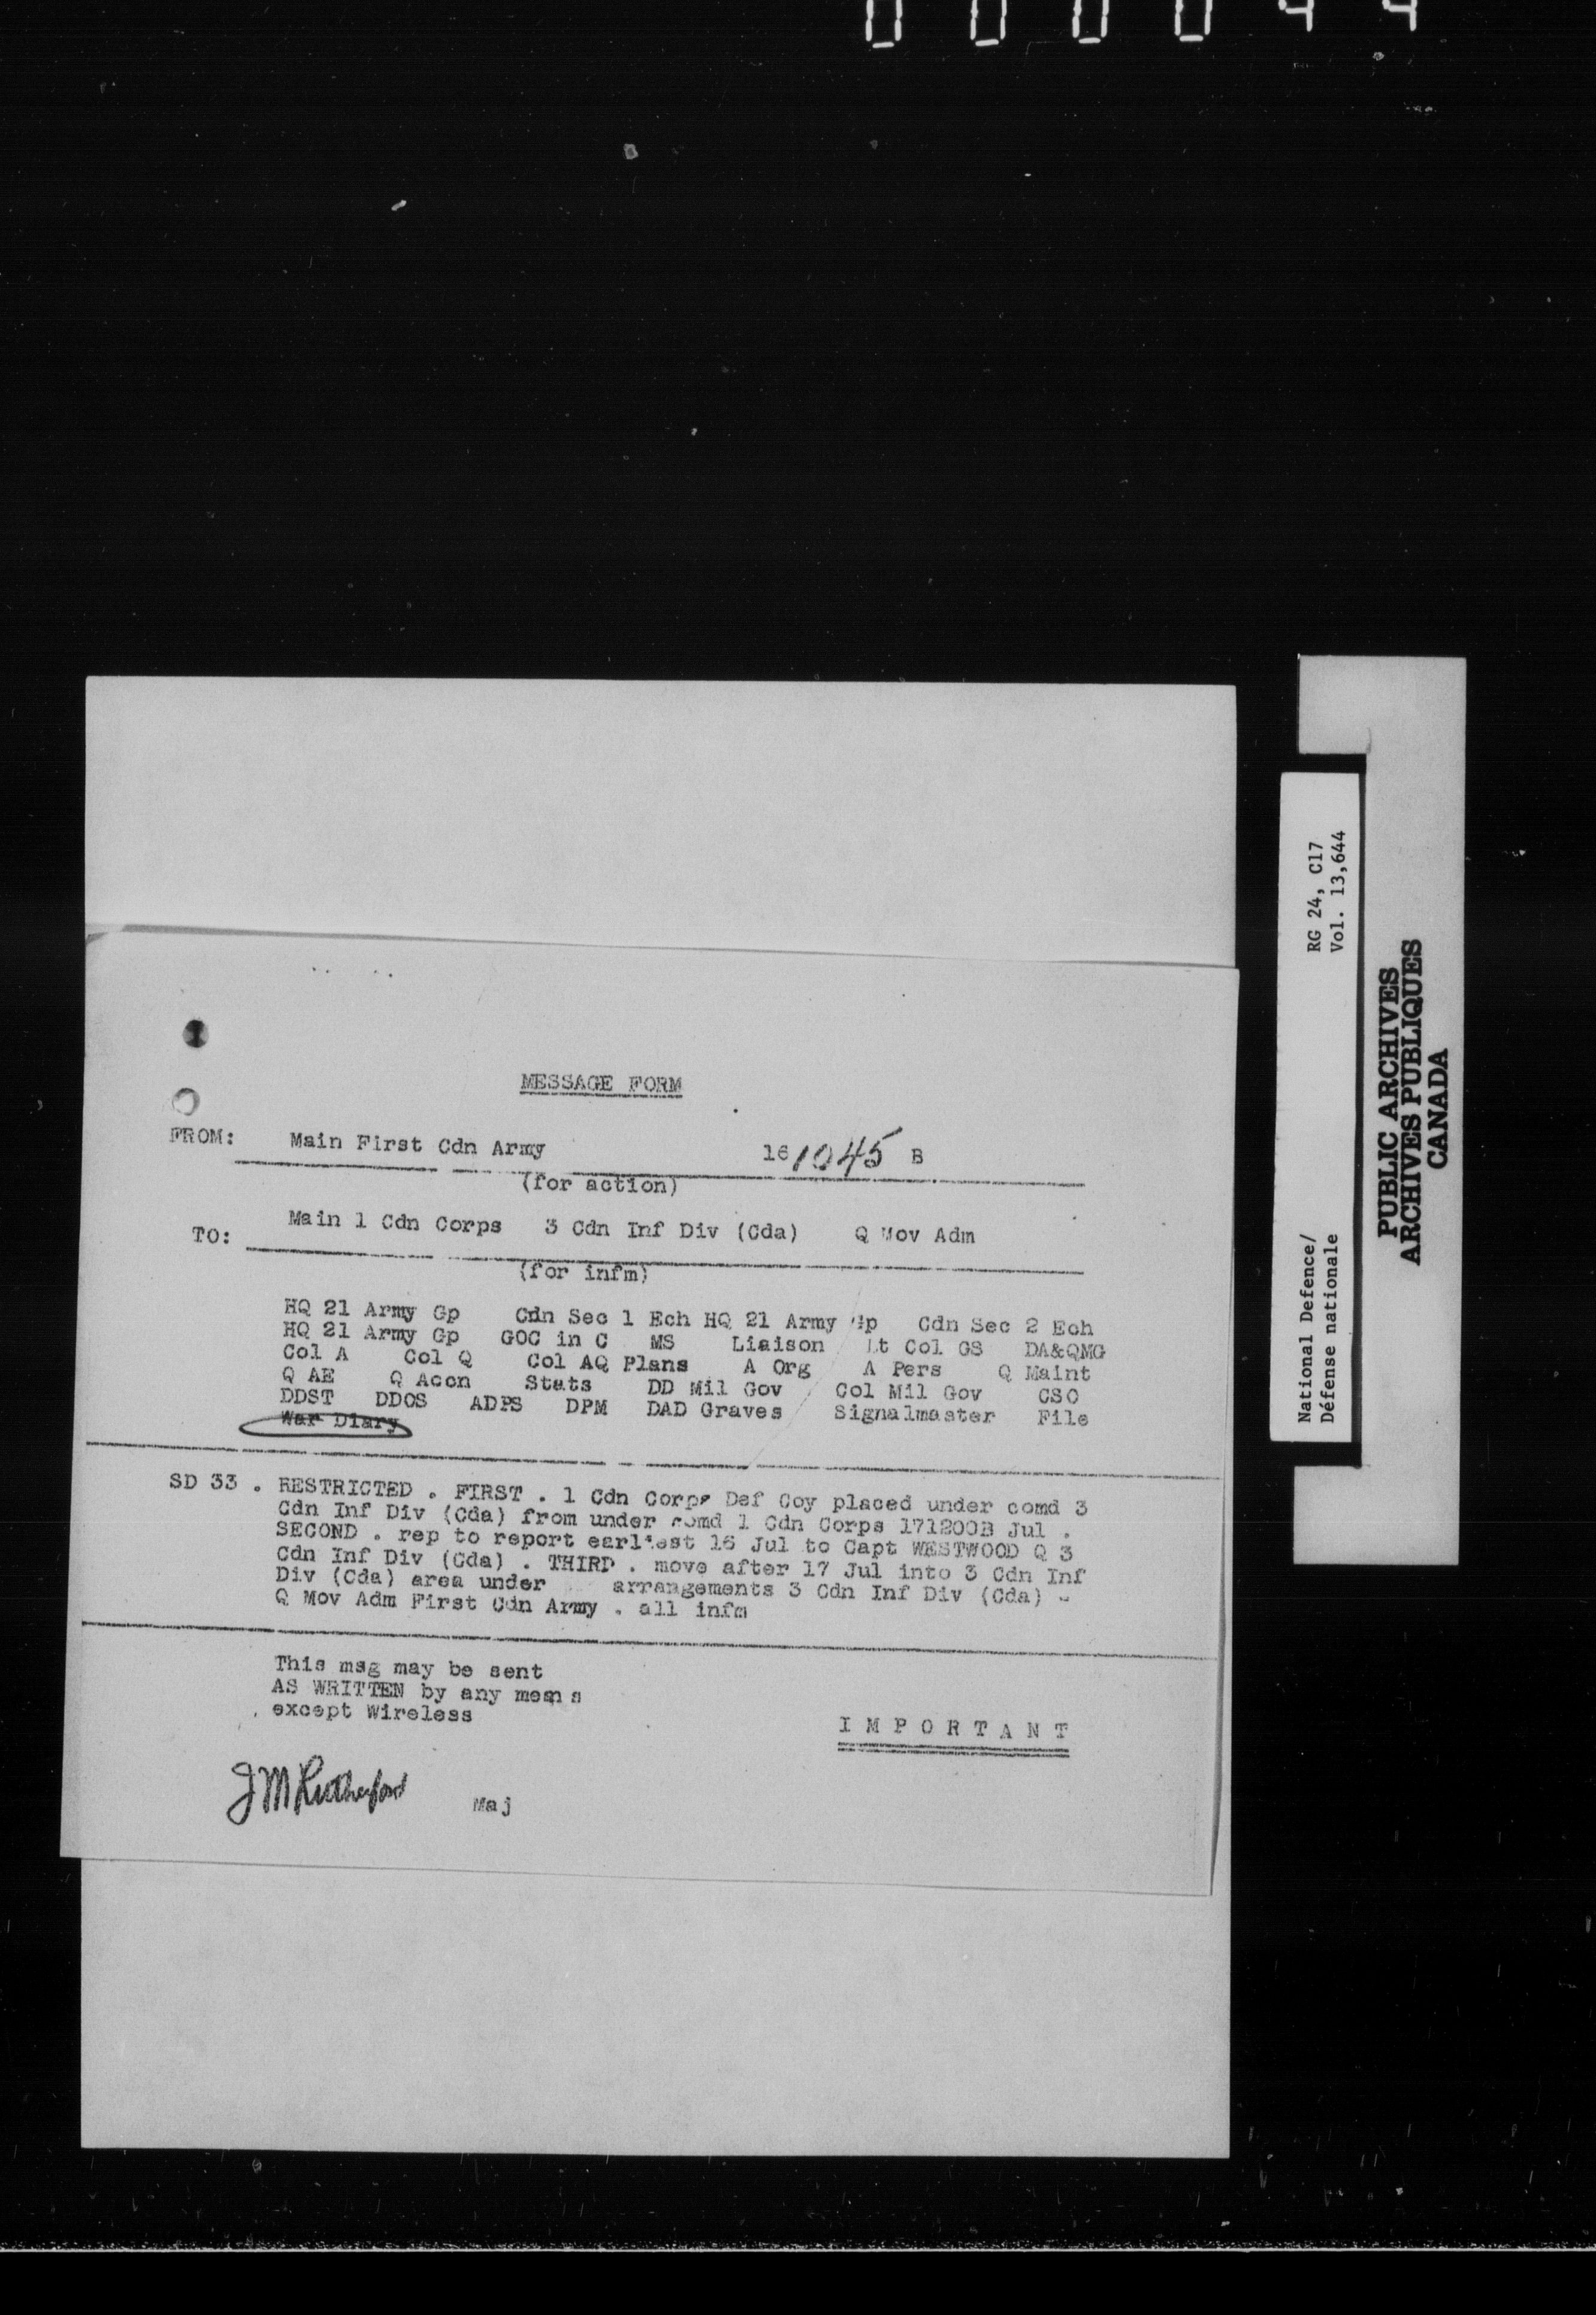 MESSAGE FORM
FROM: Main First Cdn Army 161045 B
(for action)
TO: Main 1 Cdn Corps 3 Cdn Inf Div (Cda) Q Mov Adm
(for infm)
HQ 21 Army Gp Cdn Sec 1 Ech HQ 21 Army Gp Cdn Sec 2 Ech
HQ 21 Army Gp GOC in C MS Liaison Lt Col GS DA&QMG
Col A Col Q Col AQ Plans A Org A Pers Q Maint
Q AE Q Accn Stats DD Mil Gov Col Mil Gov CSO
DDST DDOS ADPS DPM DAD Graves Signalmaster File
War Diary
SD 33 . RESTRICTED . FIRST . 1 Cdn Corps Def Coy placed under comd 3
Cdn Inf Div (Cda) from under comd 1 Cdn Corps 171200B Jul .
SECOND . rep to report earliest 16 Jul to Capt WESTWOOD Q 3
Cdn Inf Div (Cda) . THIRD . move after 17 Jul into 3 Cdn Inf
Div (Cda) area under arrangements 3 Cdn Inf Div (Cda) -
Q Mov Adm First Cdn Army . all infm
This msg may be sent
AS WRITTEN by any means
except Wireless
IMPORTANT
JM Rutherford Maj
National Defence/ RG 24, C17
Défense nationale Vol. 13,644
PUBLIC ARCHIVES
ARCHIVES PUBLIQUES
CANADA